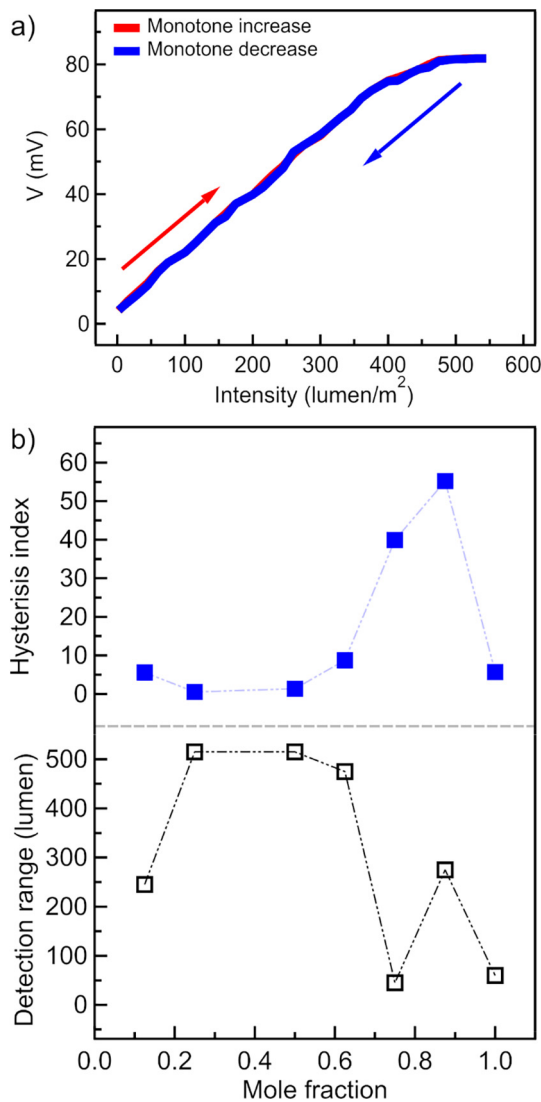 a)
Monotone increase
Monotone decrease
80
60
40
20
0
V (mV)
0 100 200 300 400 500 600
Intensity (lumen/m²)
b)
60
50
40
30
20
10
0
Hysterisis index
500
400
300
200
100
0
Detection range (lumen)
0.0 0.2 0.4 0.6 0.8 1.0
Mole fraction